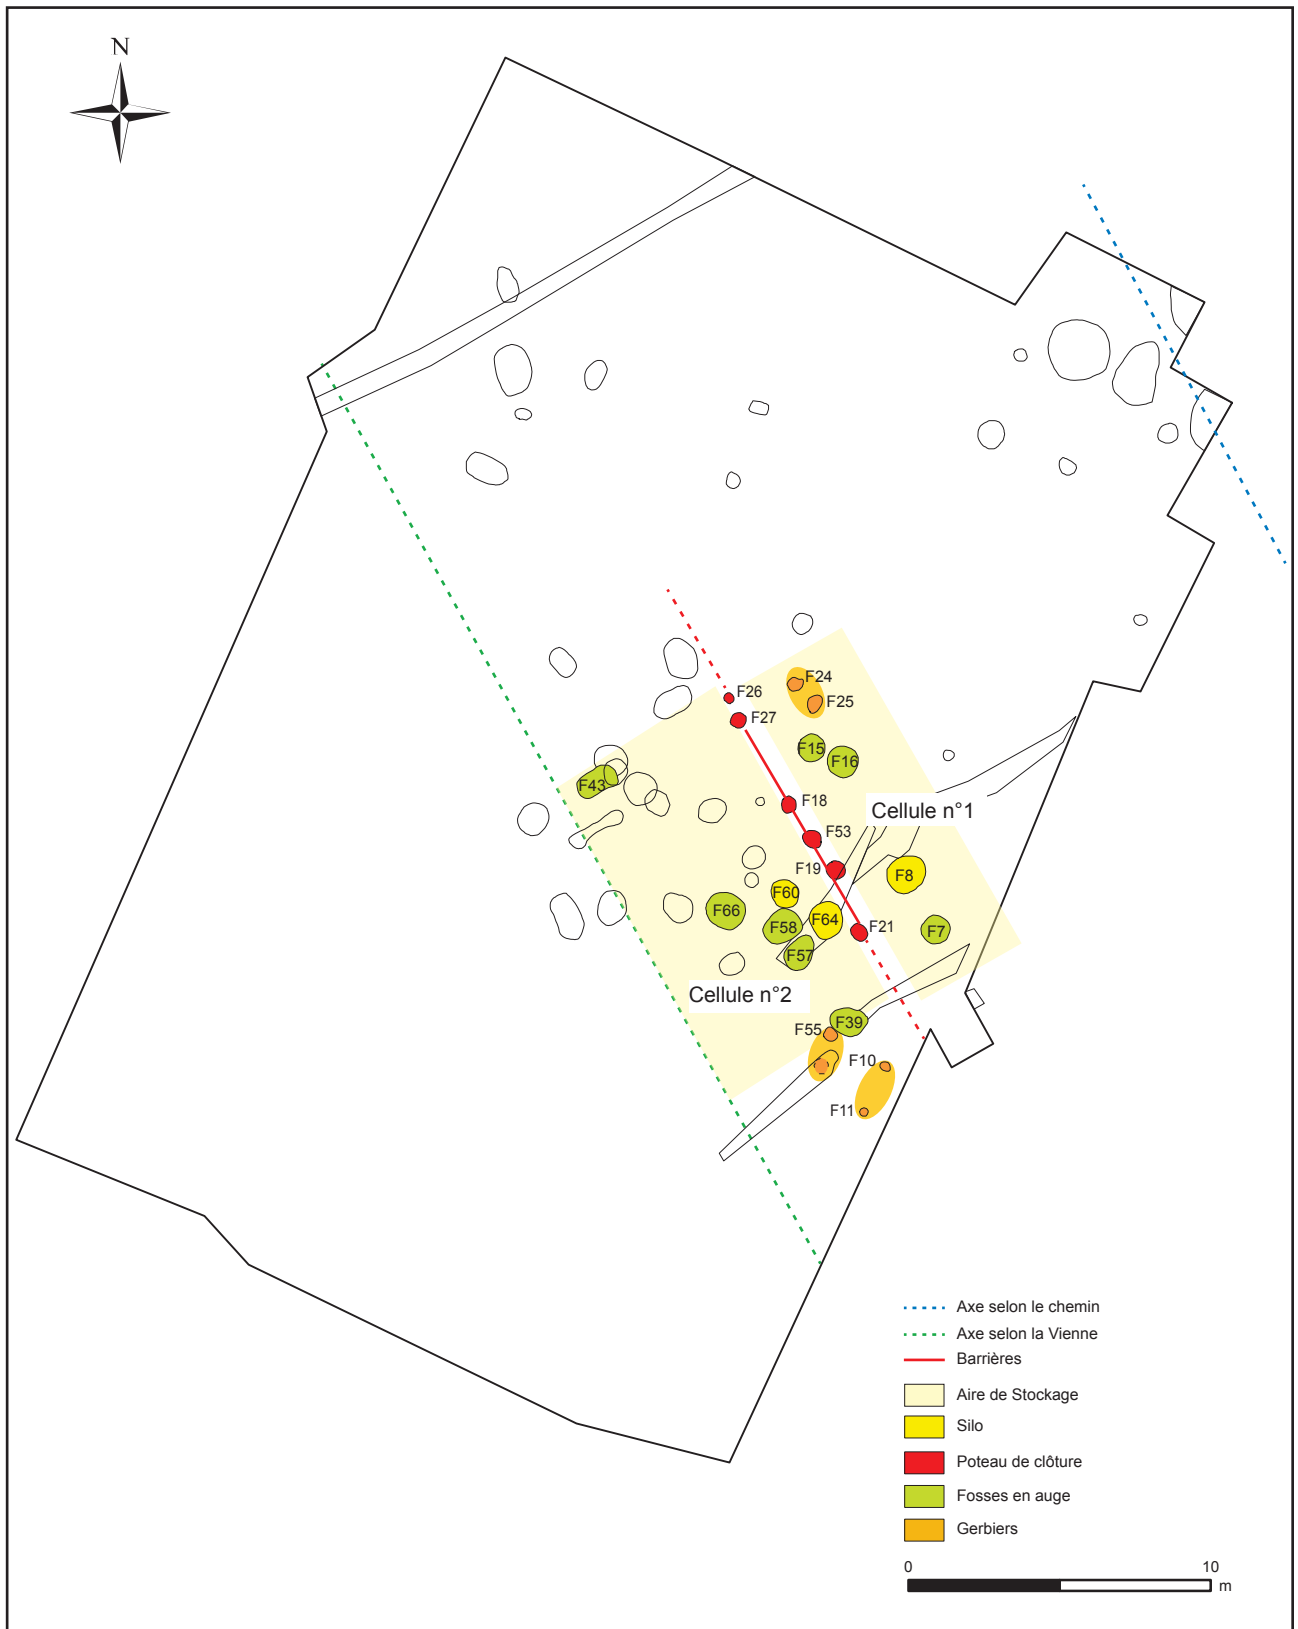 N
F24
F26
F25
F27
F15
F16
F43
F18
Cellule n°1
F53
F19
F8
F60
F66
F64
F58
F7
F21
F57
Cellule n°2
F39
F55
F10
F11
Axe selon le chemin
Axe selon la Vienne
Barrières
Aire de Stockage
Silo
Poteau de clôture
Fosses en auge
Gerbiers
0 10
m